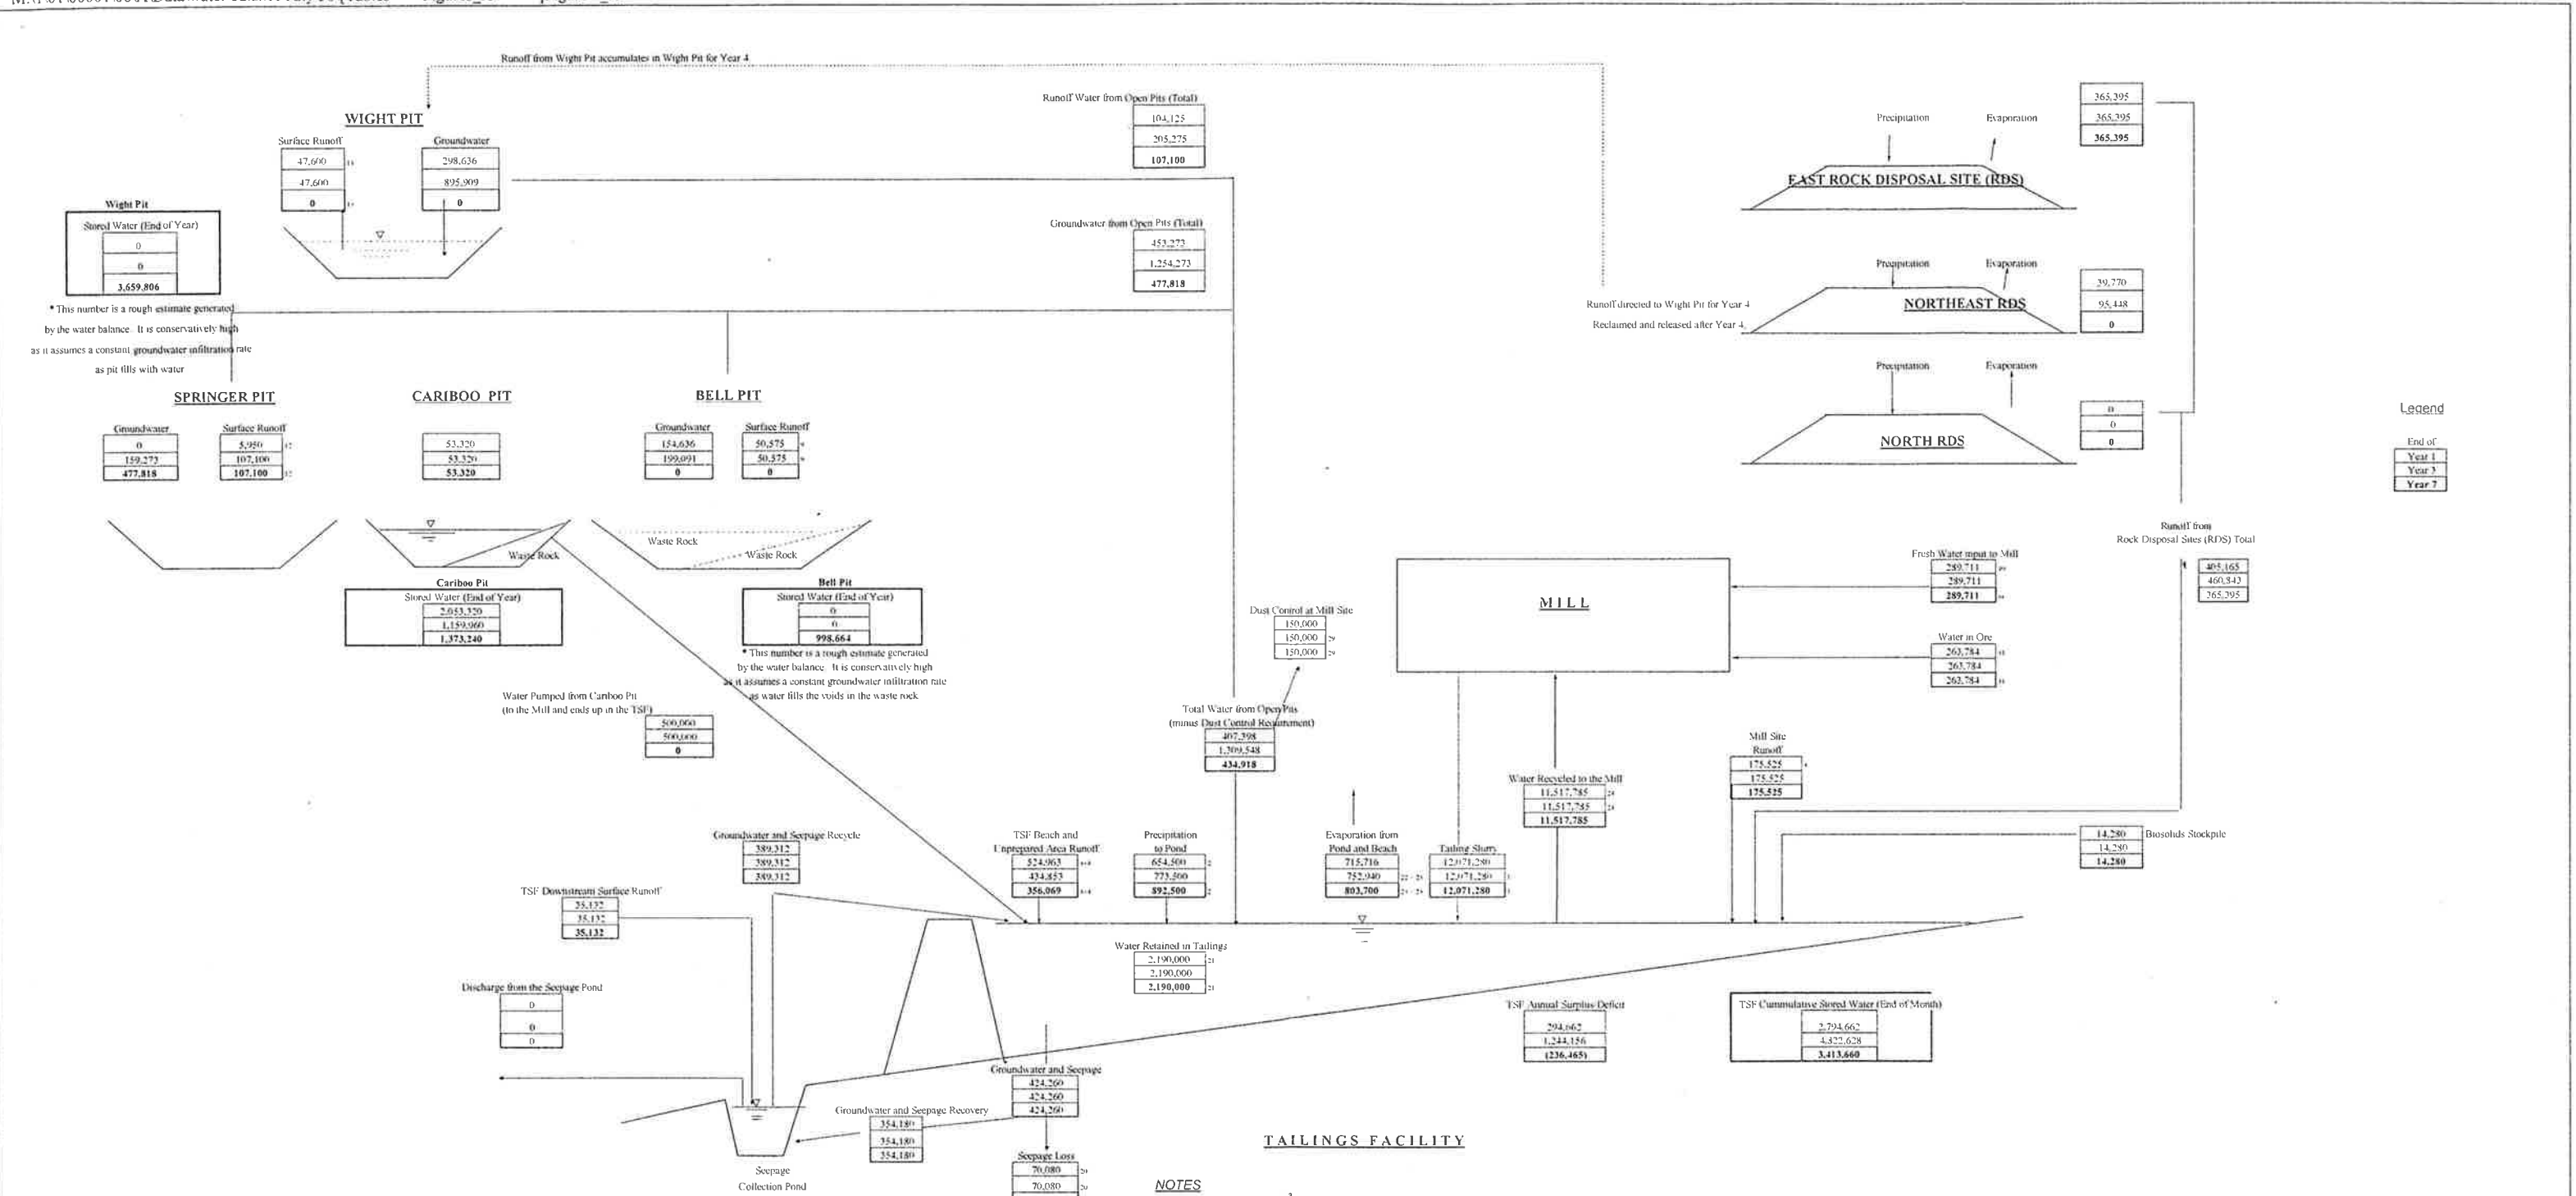 Runoff from Wight Pit accumulates in Wight Pit for Year 4
WIGHT PIT
Surface Runoff
47,600
47,600
0
Groundwater
298,636
895,909
0
Wight Pit
Stored Water (End of Year)
0
0
3,659,806
* This number is a rough estimate generated
by the water balance. It is conservatively high
as it assumes a constant groundwater infiltration rate
as pit fills with water
Runoff Water from Open Pits (Total)
104,125
205,275
107,100
Groundwater from Open Pits (Total)
453,273
1,254,273
477,818
Precipitation
Evaporation
365,395
365,395
365,395
EAST ROCK DISPOSAL SITE (RDS)
Precipitation
Evaporation
39,770
95,448
0
NORTHEAST RDS
Runoff directed to Wight Pit for Year 4
Reclaimed and released after Year 4.
Precipitation
Evaporation
0
0
0
NORTH RDS
Legend
End of
Year 1
Year 3
Year 7
SPRINGER PIT
Groundwater
0
159,273
477,818
Surface Runoff
5,950
107,100
107,100
CARIBOO PIT
53,320
53,320
53,320
BELL PIT
Groundwater
154,636
199,091
0
Surface Runoff
50,575
50,575
0
Waste Rock
Waste Rock
Waste Rock
Cariboo Pit
Stored Water (End of Year)
2,053,320
1,159,960
1,373,240
Bell Pit
Stored Water (End of Year)
0
0
998,664
* This number is a rough estimate generated
by the water balance. It is conservatively high
as it assumes a constant groundwater infiltration rate
as water fills the voids in the waste rock
Water Pumped from Cariboo Pit
(to the Mill and ends up in the TSF)
500,000
500,000
0
Dust Control at Mill Site
150,000
150,000 29
150,000 29
Total Water from Open Pits
(minus Dust Control Requirement)
407,398
1,309,548
434,918
MILL
Fresh Water input to Mill
289,711
289,711
289,711
Water in Ore
263,784
263,784
263,784
Runoff from
Rock Disposal Sites (RDS) Total
405,165
460,843
365,395
Mill Site
Runoff
175,525
175,525
175,525
Water Recycled to the Mill
11,517,785
11,517,785
11,517,785
Biosolids Stockpile
14,280
14,280
14,280
Groundwater and Seepage Recycle
389,312
389,312
389,312
TSF Beach and
Unprepared Area Runoff
524,963
434,853
356,069
Precipitation
to Pond
654,500 2
773,500
892,500 2
Evaporation from
Pond and Beach
715,716
752,940
803,700
Tailing Slurry
12,071,280
12,071,280
12,071,280
TSF Downstream Surface Runoff
35,132
35,132
35,132
Water Retained in Tailings
2,190,000 21
2,190,000
2,190,000 21
Discharge from the Seepage Pond
0
0
0
TSF Annual Surplus Deficit
294,662
1,244,156
(236,465)
TSF Cummulative Stored Water (End of Month)
2,794,662
4,322,628
3,413,660
Groundwater and Seepage
424,260
424,260
424,260
Groundwater and Seepage Recovery
354,180
354,180
354,180
Seepage
Collection Pond
Seepage Loss
70,080 20
70,080 20
TAILINGS FACILITY
NOTES